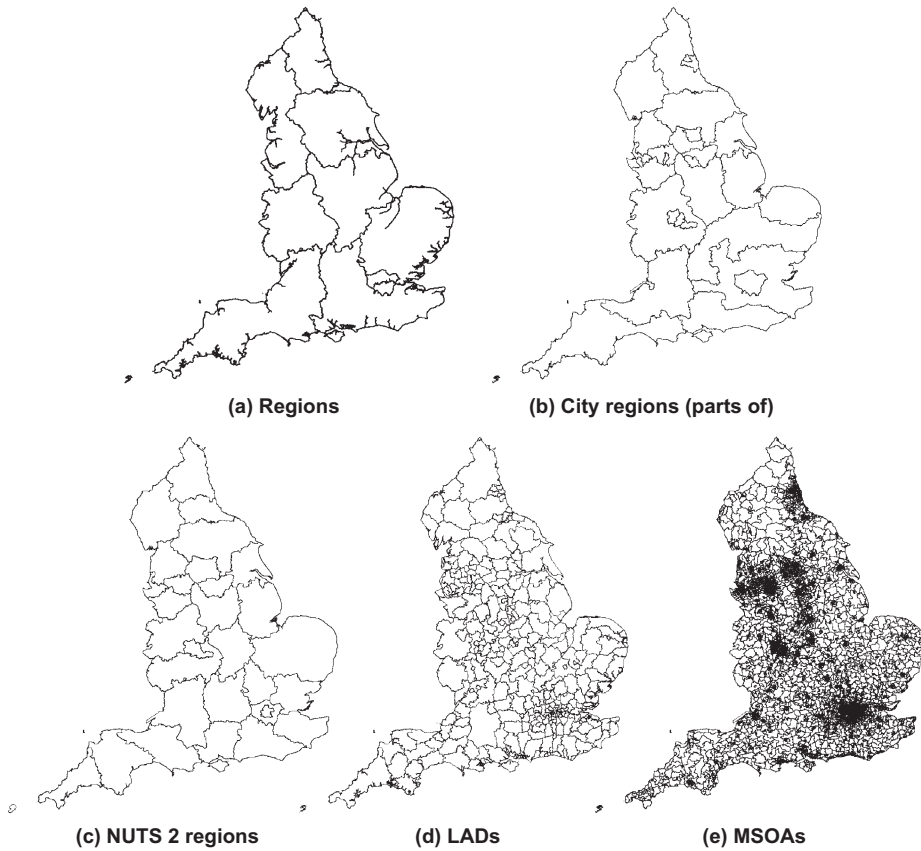 (a) Regions
(b) City regions (parts of)
(c) NUTS 2 regions
(d) LADs
(e) MSOAs